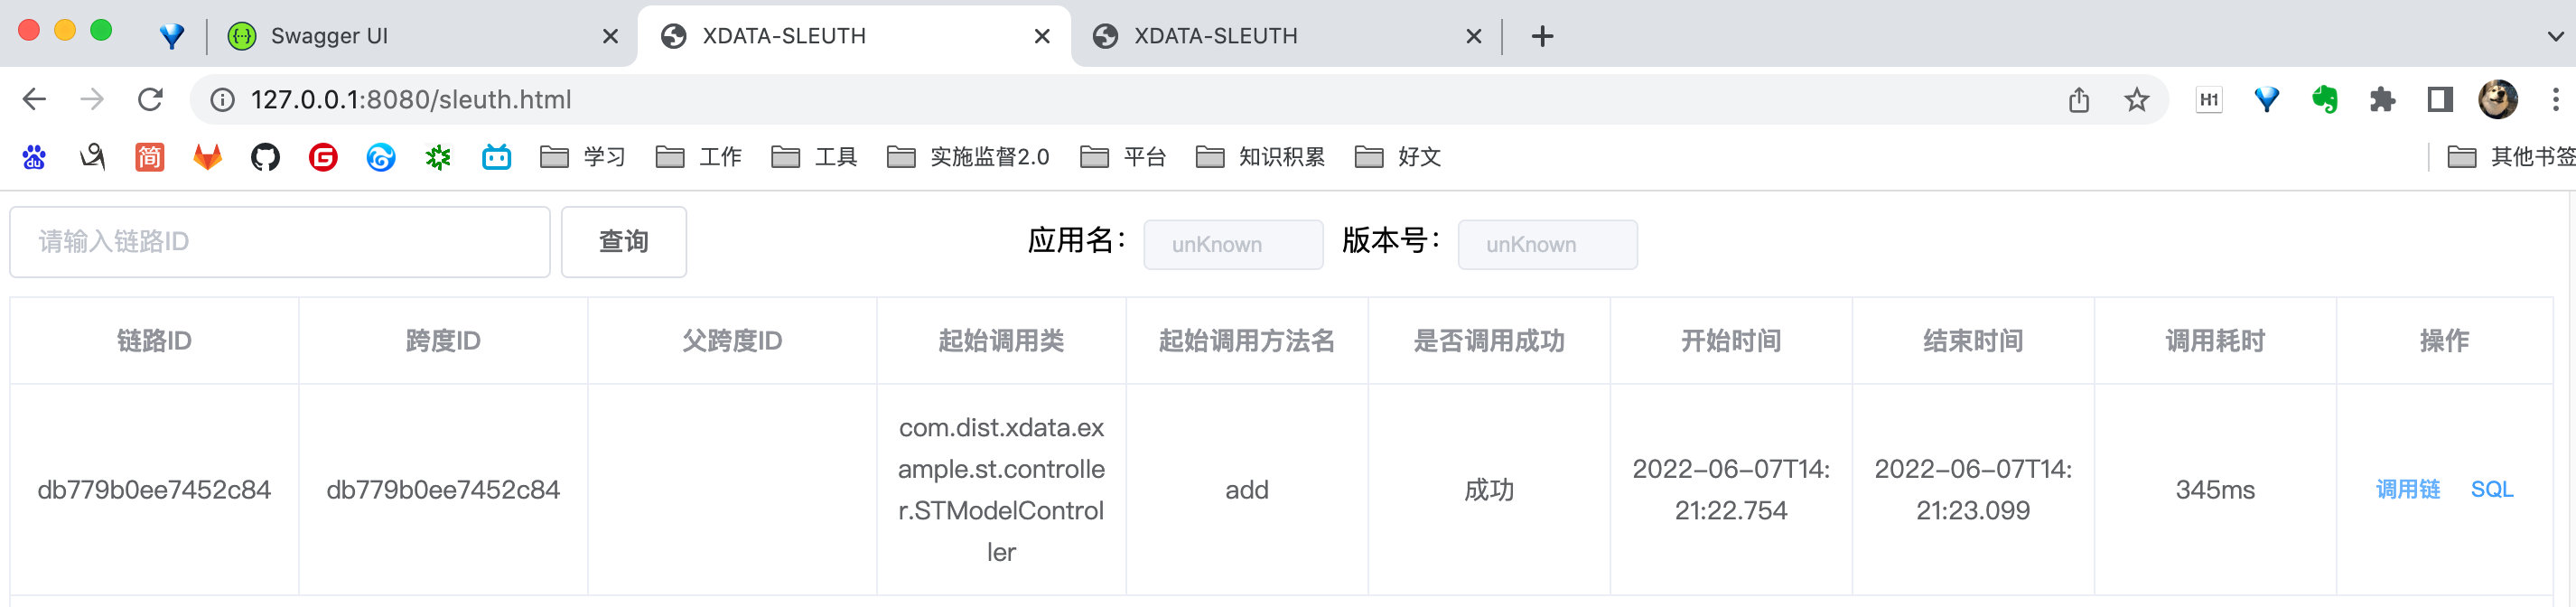 Swagger UI
XDATA-SLEUTH
XDATA-SLEUTH
127.0.0.1:8080/sleuth.html
H1
du
简
G
学习
工作
工具
实施监督2.0
平台
知识积累
好文
其他书签
请输入链路ID
查询
应用名：
unKnown
版本号：
unKnown
链路ID
跨度ID
父跨度ID
起始调用类
起始调用方法名
是否调用成功
开始时间
结束时间
调用耗时
操作
db779b0ee7452c84
db779b0ee7452c84
com.dist.xdata.ex
ample.st.controlle
r.STModelControl
ler
add
成功
2022-06-07T14:
21:22.754
2022-06-07T14:
21:23.099
345ms
调用链
SQL